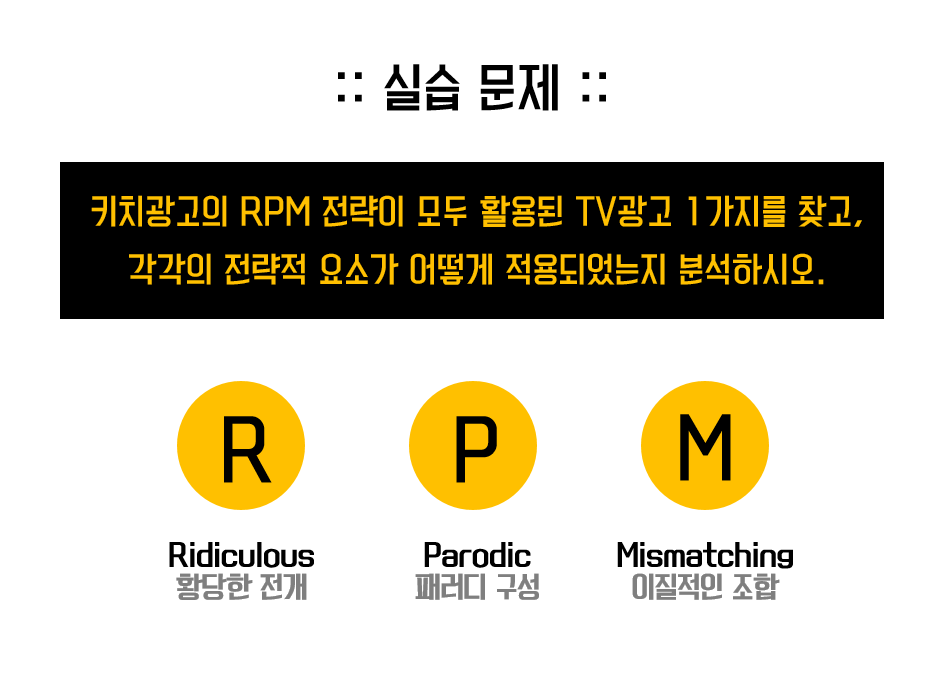 :: 실습 문제 ::
키치광고의 RPM 전략이 모두 활용된 TV광고 1가지를 찾고,
각각의 전략적 요소가 어떻게 적용되었는지 분석하시오.
R P M
Ridiculous Parodic Mismatching
황당한 전개 패러디 구성 이질적인 조합